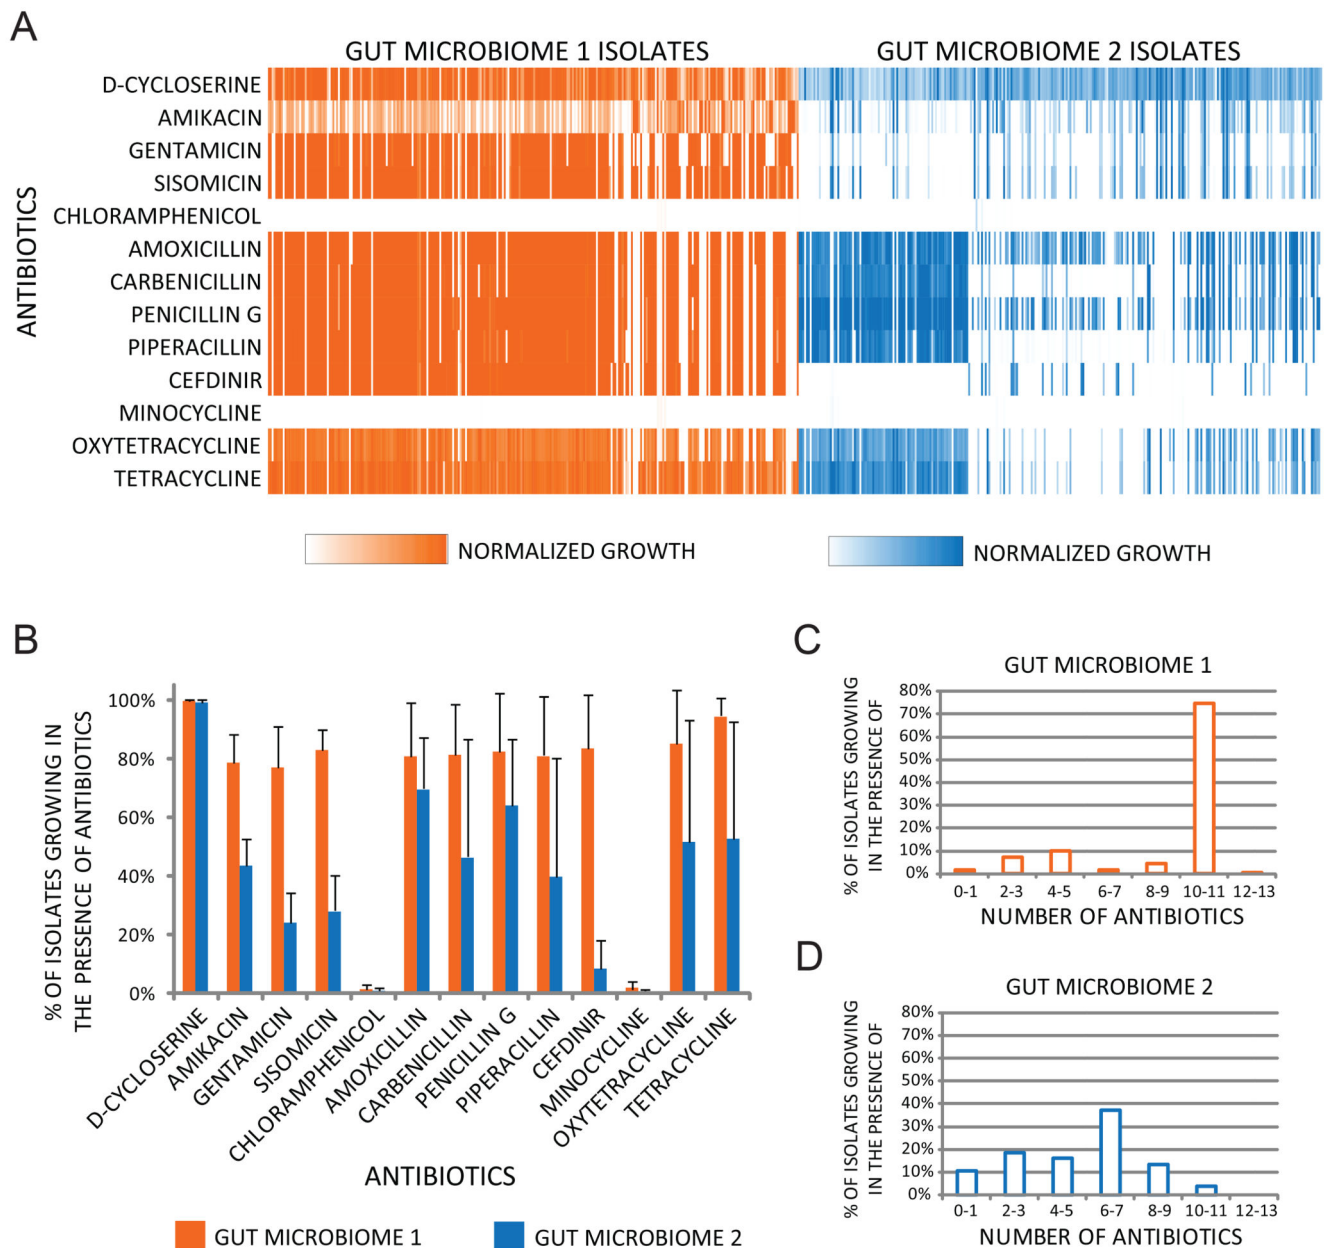 A
GUT MICROBIOME 1 ISOLATES
GUT MICROBIOME 2 ISOLATES
ANTIBIOTICS
D-CYCLOSERINE
AMIKACIN
GENTAMICIN
SISOMICIN
CHLORAMPHENICOL
AMOXICILLIN
CARBENICILLIN
PENICILLIN G
PIPERACILLIN
CEFDINIR
MINOCYCLINE
OXYTETRACYCLINE
TETRACYCLINE
NORMALIZED GROWTH
NORMALIZED GROWTH
B
% OF ISOLATES GROWING IN
THE PRESENCE OF ANTIBIOTICS
100%
80%
60%
40%
20%
0%
D-CYCLOSERINE
AMIKACIN
GENTAMICIN
SISOMICIN
CHLORAMPHENICOL
AMOXICILLIN
CARBENICILLIN
PENICILLIN G
PIPERACILLIN
CEFDINIR
MINOCYCLINE
OXYTETRACYCLINE
TETRACYCLINE
ANTIBIOTICS
GUT MICROBIOME 1
GUT MICROBIOME 2
C
GUT MICROBIOME 1
% OF ISOLATES GROWING
IN THE PRESENCE OF
80%
70%
60%
50%
40%
30%
20%
10%
0%
0-1 2-3 4-5 6-7 8-9 10-11 12-13
NUMBER OF ANTIBIOTICS
D
GUT MICROBIOME 2
% OF ISOLATES GROWING
IN THE PRESENCE OF
80%
70%
60%
50%
40%
30%
20%
10%
0%
0-1 2-3 4-5 6-7 8-9 10-11 12-13
NUMBER OF ANTIBIOTICS